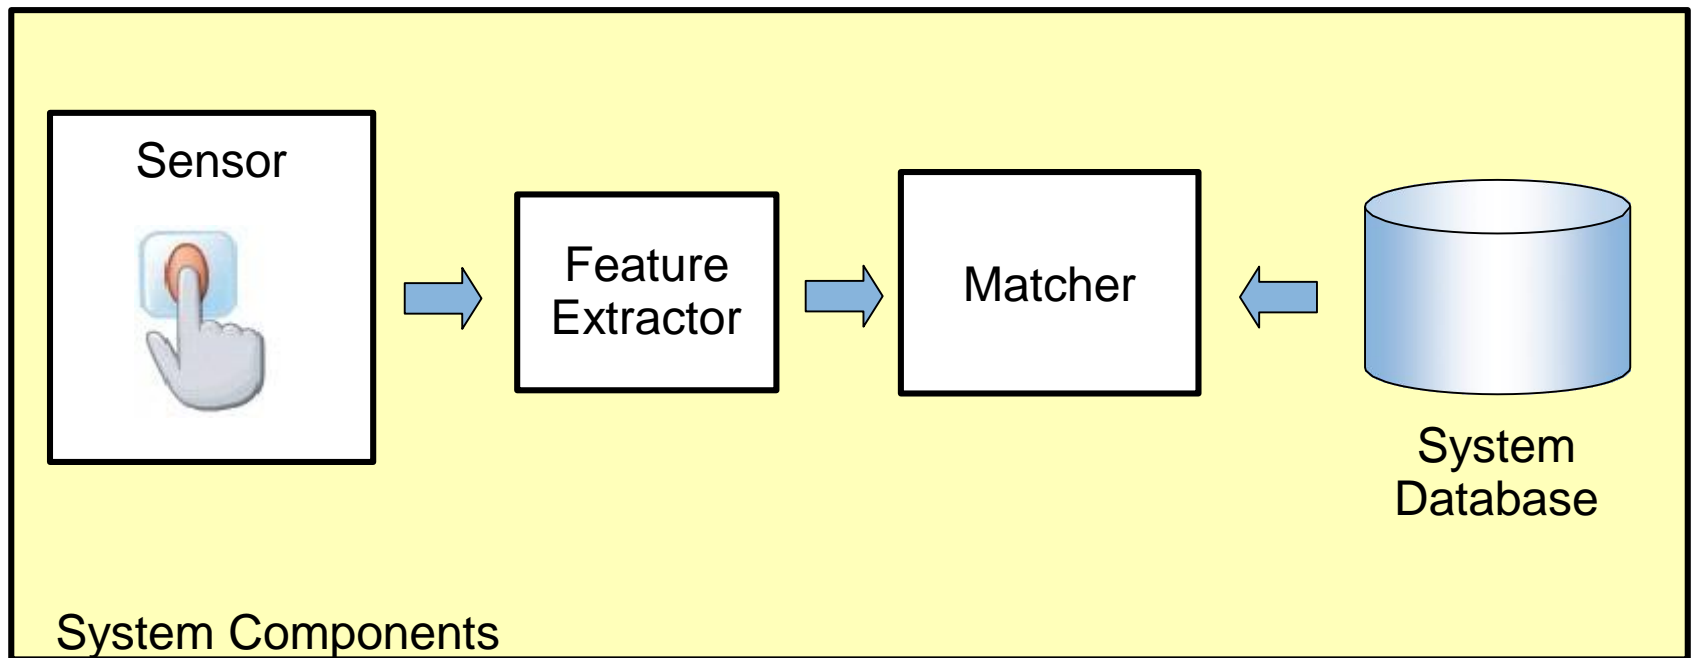 Sensor
Feature
Extractor
Matcher
System
Database
System Components